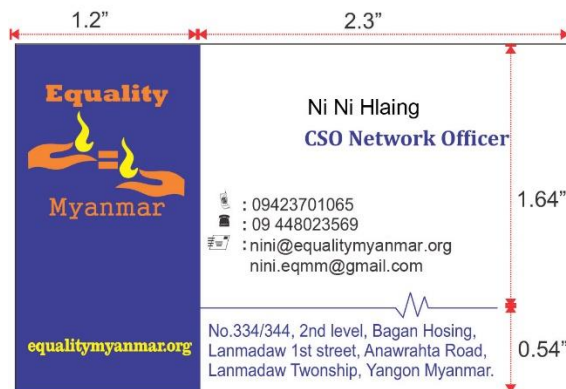 1.2”
2.3”
Equality
Myanmar
equalitymyanmar.org
Ni Ni Hlaing
CSO Network Officer
: 09423701065
: 09 448023569
: nini@equalitymyanmar.org
nini.eqmm@gmail.com
No.334/344, 2nd level, Bagan Hosing,
Lanmadaw 1st street, Anawrahta Road,
Lanmadaw Twonship, Yangon Myanmar.
1.64”
0.54”